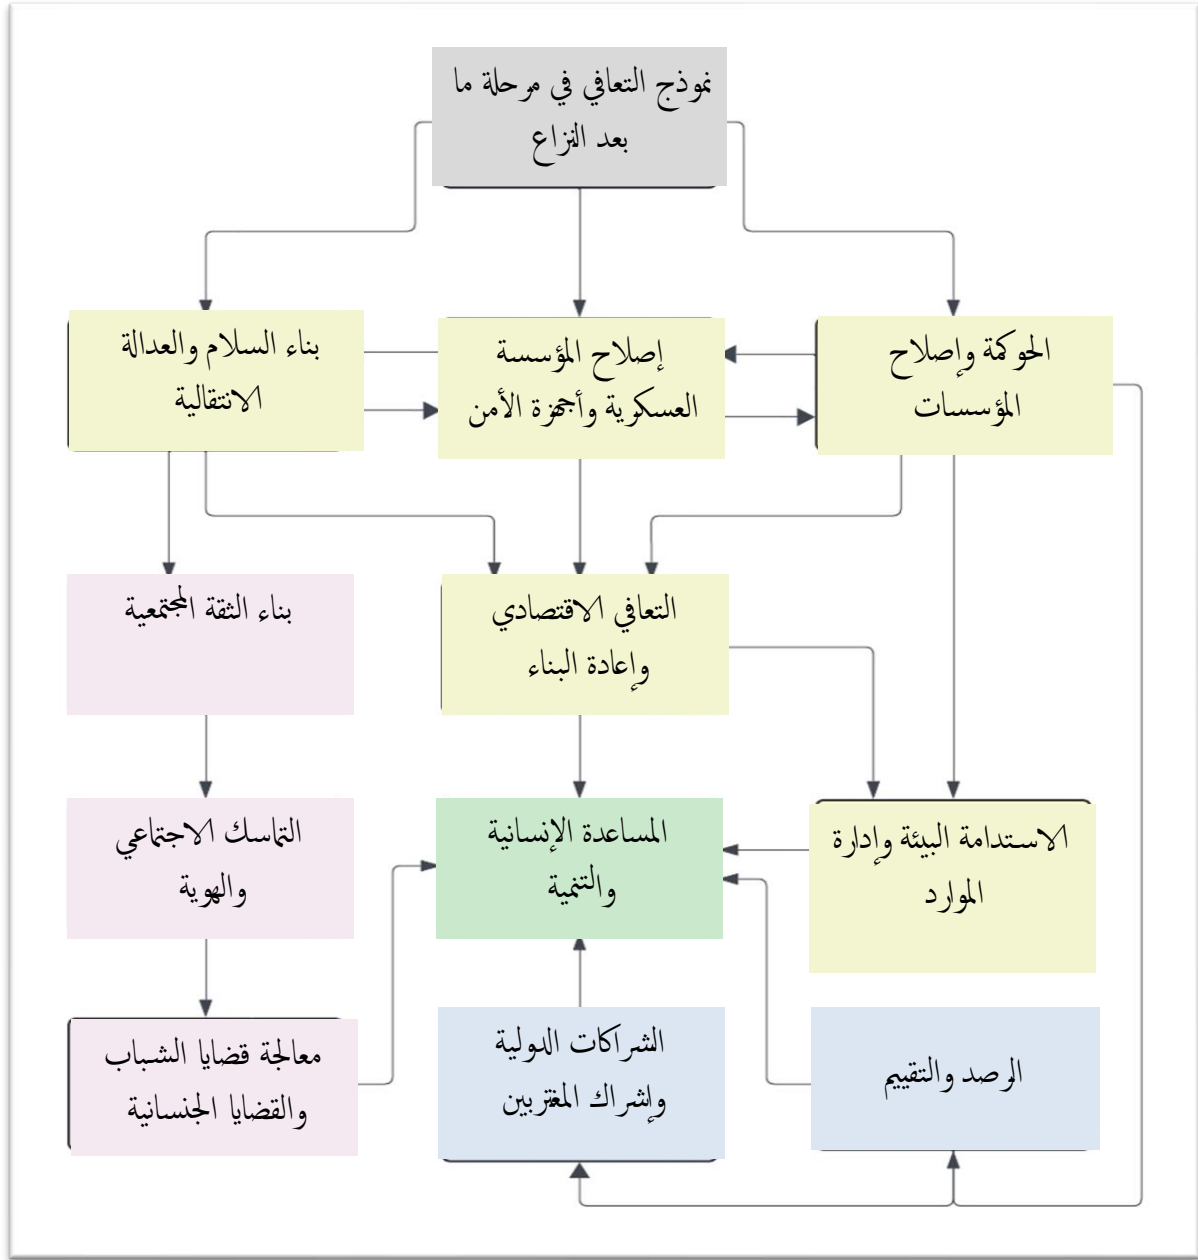 نموذج التعافي في مرحلة ما
بعد النزاع
الحوكمة وإصلاح
المؤسسات
إصلاح المؤسسة
العسكرية وأجهزة الأمن
بناء السلام والعدالة
الانتقالية
التعافي الاقتصادي
وإعادة البناء
بناء الثقة المجتمعية
الاستدامة البيئة وإدارة
الموارد
المساعدة الإنسانية
والتنمية
التماسك الاجتماعي
والهوية
الرصد والتقييم
الشراكات الدولية
وإشراك المغتربين
معالجة قضايا الشباب
والقضايا الجنسانية